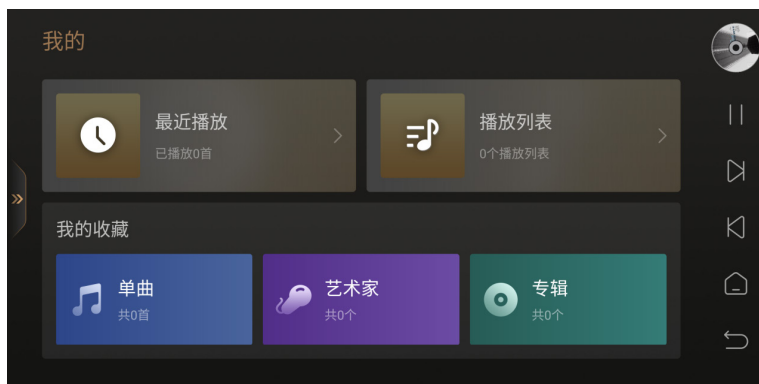 我的
最近播放
已播放0首
播放列表
0个播放列表
我的收藏
单曲
共0首
艺术家
共0个
专辑
共0个